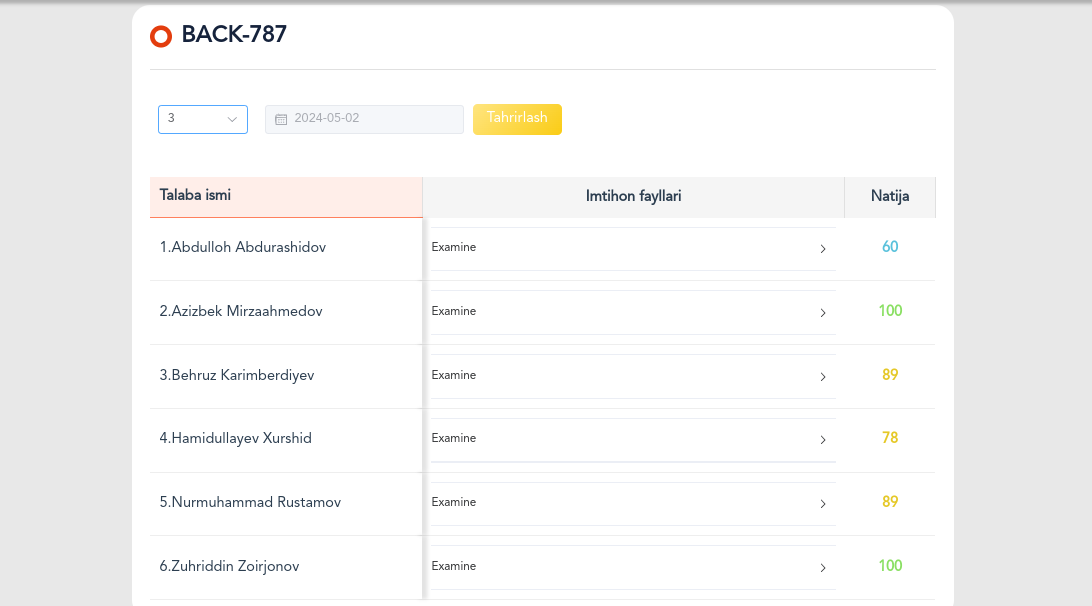 BACK-787
3 2024-05-02 Tahrirlash
Talaba ismi Imtihon fayllari Natija
1.Abdulloh Abdurashidov Examine 60
2.Azizbek Mirzaahmedov Examine 100
3.Behruz Karimberdiyev Examine 89
4.Hamidullayev Xurshid Examine 78
5.Nurmuhammad Rustamov Examine 89
6.Zuhriddin Zoirjonov Examine 100